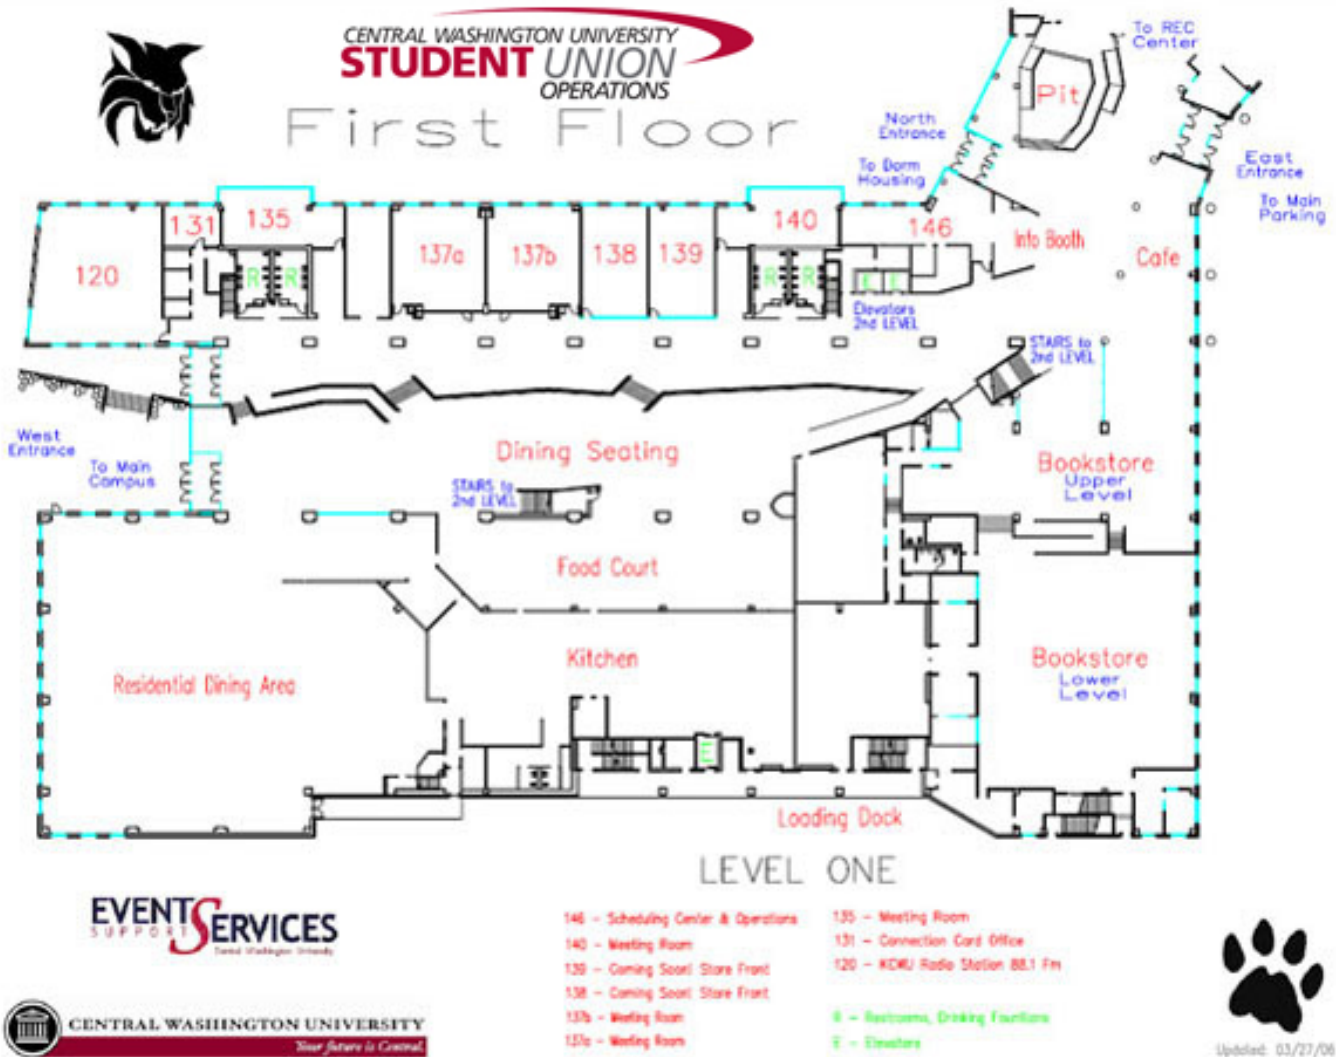 CENTRAL WASHINGTON UNIVERSITY
STUDENT UNION
OPERATIONS
First Floor
To REC
Center
Pit
North
Entrance
To Dorm
Housing
East
Entrance
To Main
Parking
120
131
135
R R
137a
137b
138
139
140
R R
146
E E
Info Booth
Cafe
Elevators
2nd LEVEL
STAIRS to
2nd LEVEL
West
Entrance
To Main
Campus
Dining Seating
STAIRS to
2nd LEVEL
Bookstore
Upper
Level
Food Court
Kitchen
Residential Dining Area
Bookstore
Lower
Level
E
Loading Dock
LEVEL ONE
EVENT SERVICES
SUPPORT
Central Washington University
146 - Scheduling Center & Operations
140 - Meeting Room
139 - Coming Soon! Store Front
138 - Coming Soon! Store Front
137b - Meeting Room
137a - Meeting Room
135 - Meeting Room
131 - Connection Card Office
120 - KCWU Radio Station 88.1 Fm
R - Restrooms, Drinking Fountains
E - Elevators
CENTRAL WASHINGTON UNIVERSITY
Your future is Central.
Updated: 03/27/06